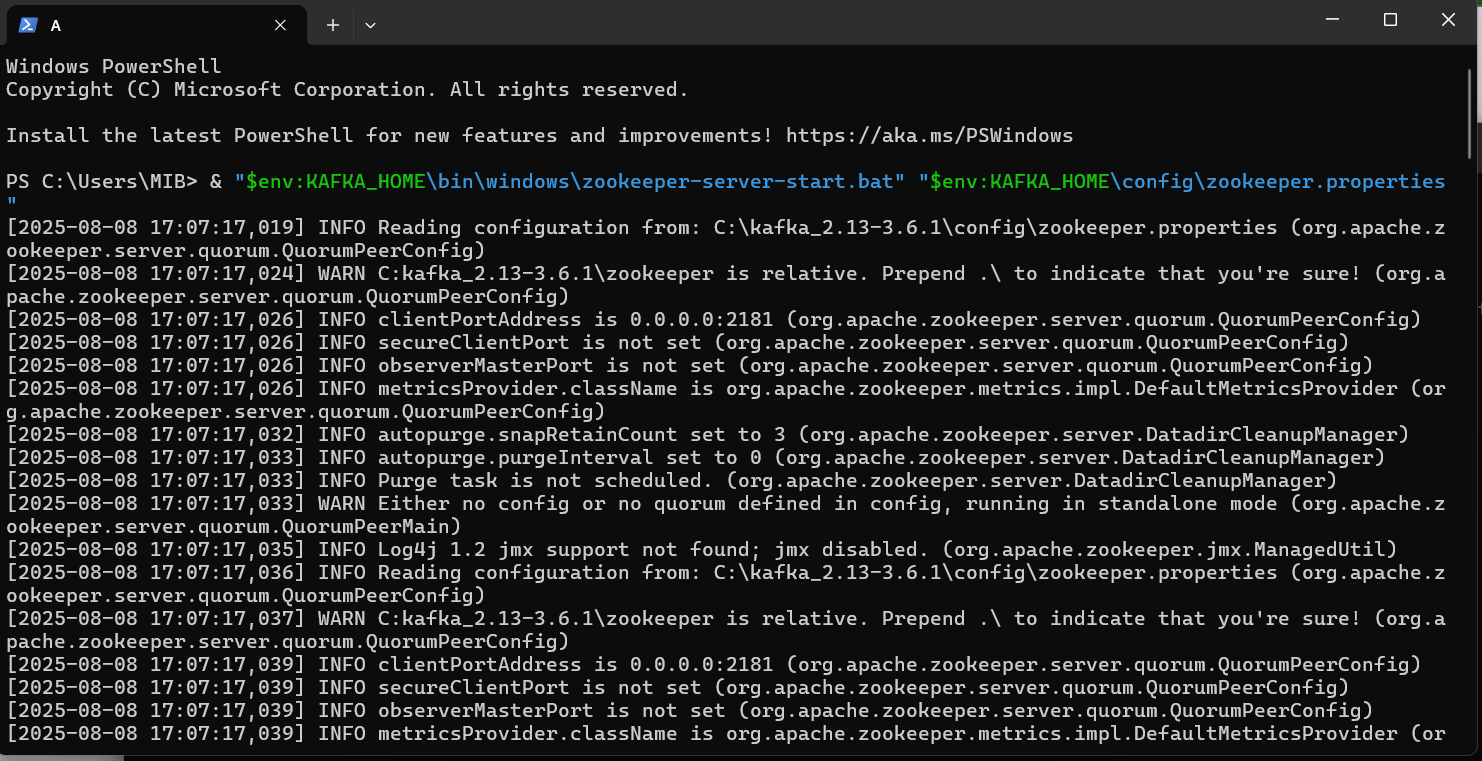 A
Windows PowerShell
Copyright (C) Microsoft Corporation. All rights reserved.
Install the latest PowerShell for new features and improvements! https://aka.ms/PSWindows
PS C:\Users\MIB> & "$env:KAFKA_HOME\bin\windows\zookeeper-server-start.bat" "$env:KAFKA_HOME\config\zookeeper.properties
"
[2025-08-08 17:07:17,019] INFO Reading configuration from: C:\kafka_2.13-3.6.1\config\zookeeper.properties (org.apache.z
ookeeper.server.quorum.QuorumPeerConfig)
[2025-08-08 17:07:17,024] WARN C:kafka_2.13-3.6.1\zookeeper is relative. Prepend .\ to indicate that you're sure! (org.a
pache.zookeeper.server.quorum.QuorumPeerConfig)
[2025-08-08 17:07:17,026] INFO clientPortAddress is 0.0.0.0:2181 (org.apache.zookeeper.server.quorum.QuorumPeerConfig)
[2025-08-08 17:07:17,026] INFO secureClientPort is not set (org.apache.zookeeper.server.quorum.QuorumPeerConfig)
[2025-08-08 17:07:17,026] INFO observerMasterPort is not set (org.apache.zookeeper.server.quorum.QuorumPeerConfig)
[2025-08-08 17:07:17,026] INFO metricsProvider.className is org.apache.zookeeper.metrics.impl.DefaultMetricsProvider (or
g.apache.zookeeper.server.quorum.QuorumPeerConfig)
[2025-08-08 17:07:17,032] INFO autopurge.snapRetainCount set to 3 (org.apache.zookeeper.server.DatadirCleanupManager)
[2025-08-08 17:07:17,033] INFO autopurge.purgeInterval set to 0 (org.apache.zookeeper.server.DatadirCleanupManager)
[2025-08-08 17:07:17,033] INFO Purge task is not scheduled. (org.apache.zookeeper.server.DatadirCleanupManager)
[2025-08-08 17:07:17,033] WARN Either no config or no quorum defined in config, running in standalone mode (org.apache.z
ookeeper.server.quorum.QuorumPeerMain)
[2025-08-08 17:07:17,035] INFO Log4j 1.2 jmx support not found; jmx disabled. (org.apache.zookeeper.jmx.ManagedUtil)
[2025-08-08 17:07:17,036] INFO Reading configuration from: C:\kafka_2.13-3.6.1\config\zookeeper.properties (org.apache.z
ookeeper.server.quorum.QuorumPeerConfig)
[2025-08-08 17:07:17,037] WARN C:kafka_2.13-3.6.1\zookeeper is relative. Prepend .\ to indicate that you're sure! (org.a
pache.zookeeper.server.quorum.QuorumPeerConfig)
[2025-08-08 17:07:17,039] INFO clientPortAddress is 0.0.0.0:2181 (org.apache.zookeeper.server.quorum.QuorumPeerConfig)
[2025-08-08 17:07:17,039] INFO secureClientPort is not set (org.apache.zookeeper.server.quorum.QuorumPeerConfig)
[2025-08-08 17:07:17,039] INFO observerMasterPort is not set (org.apache.zookeeper.server.quorum.QuorumPeerConfig)
[2025-08-08 17:07:17,039] INFO metricsProvider.className is org.apache.zookeeper.metrics.impl.DefaultMetricsProvider (or